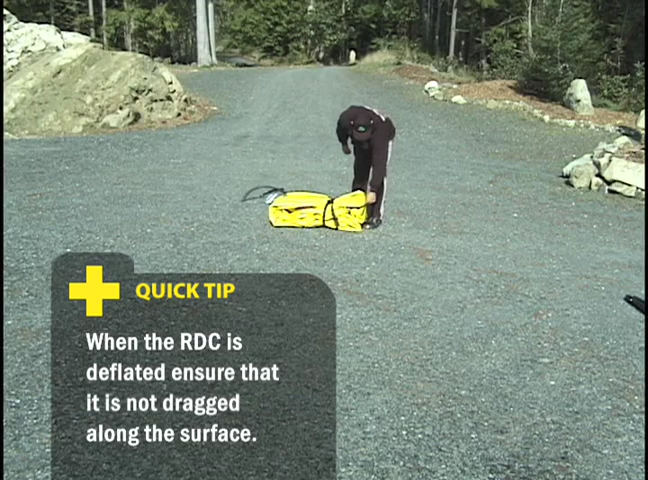 QUICK TIP
When the RDC is
deflated ensure that
it is not dragged
along the surface.